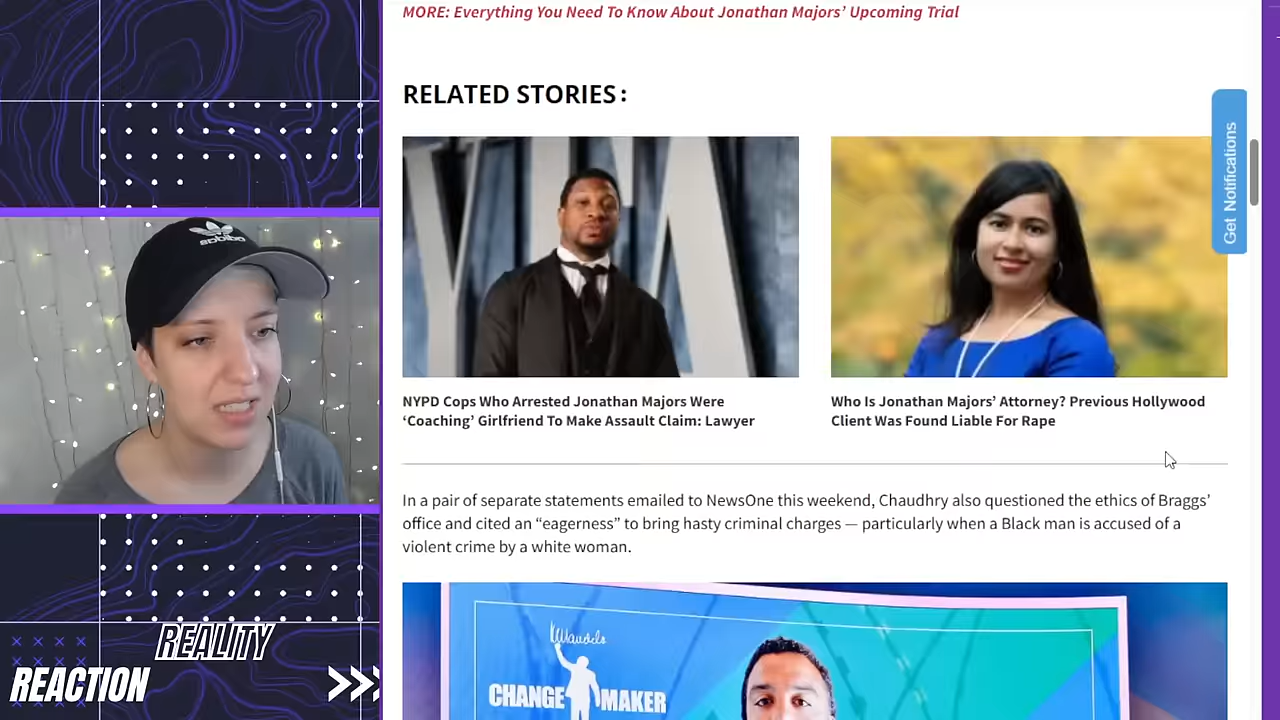 MORE: Everything You Need To Know About Jonathan Majors’ Upcoming Trial
RELATED STORIES:
Get Notifications
adidas
NYPD Cops Who Arrested Jonathan Majors Were
‘Coaching’ Girlfriend To Make Assault Claim: Lawyer
Who Is Jonathan Majors’ Attorney? Previous Hollywood
Client Was Found Liable For Rape
In a pair of separate statements emailed to NewsOne this weekend, Chaudhry also questioned the ethics of Braggs’
office and cited an “eagerness” to bring hasty criminal charges — particularly when a Black man is accused of a
violent crime by a white woman.
CHANGE MAKER
REALITY
REACTION